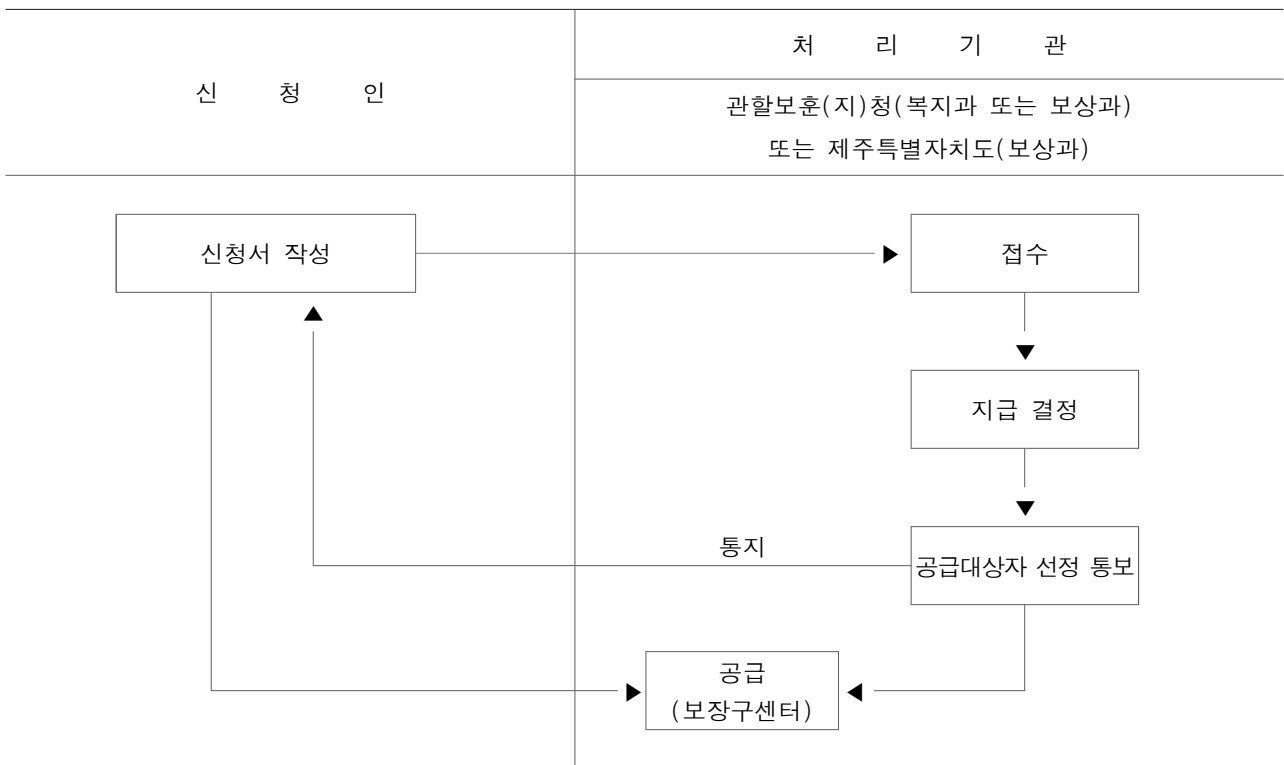 신 청 인
처 리 기 관
관할보훈(지)청(복지과 또는 보상과)
또는 제주특별자치도(보상과)
신청서 작성
접수
지급 결정
통지
공급대상자 선정 통보
공급
(보장구센터)